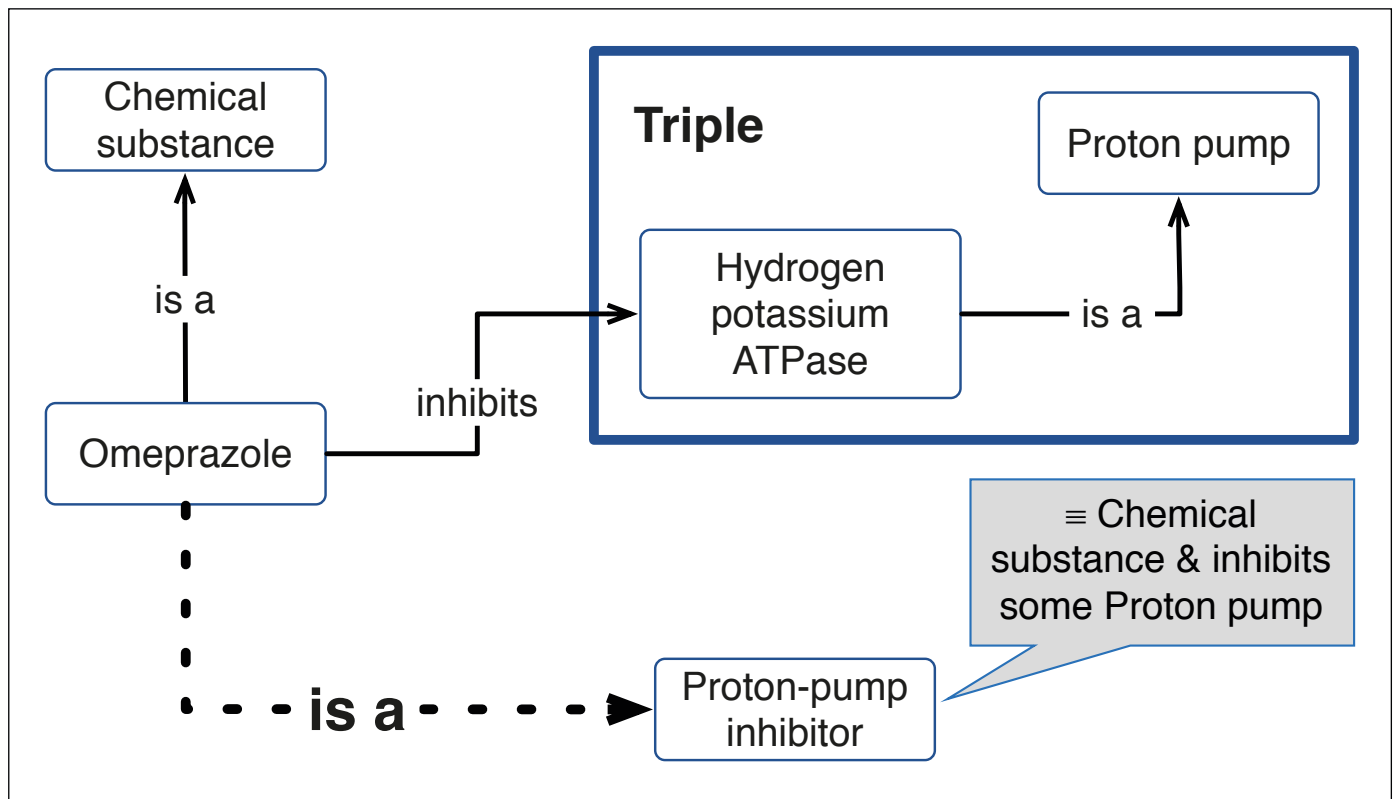 Chemical
substance
Triple
Proton pump
is a
Hydrogen
potassium
ATPase
is a
inhibits
Omeprazole
≡ Chemical
substance & inhibits
some Proton pump
is a
Proton-pump
inhibitor